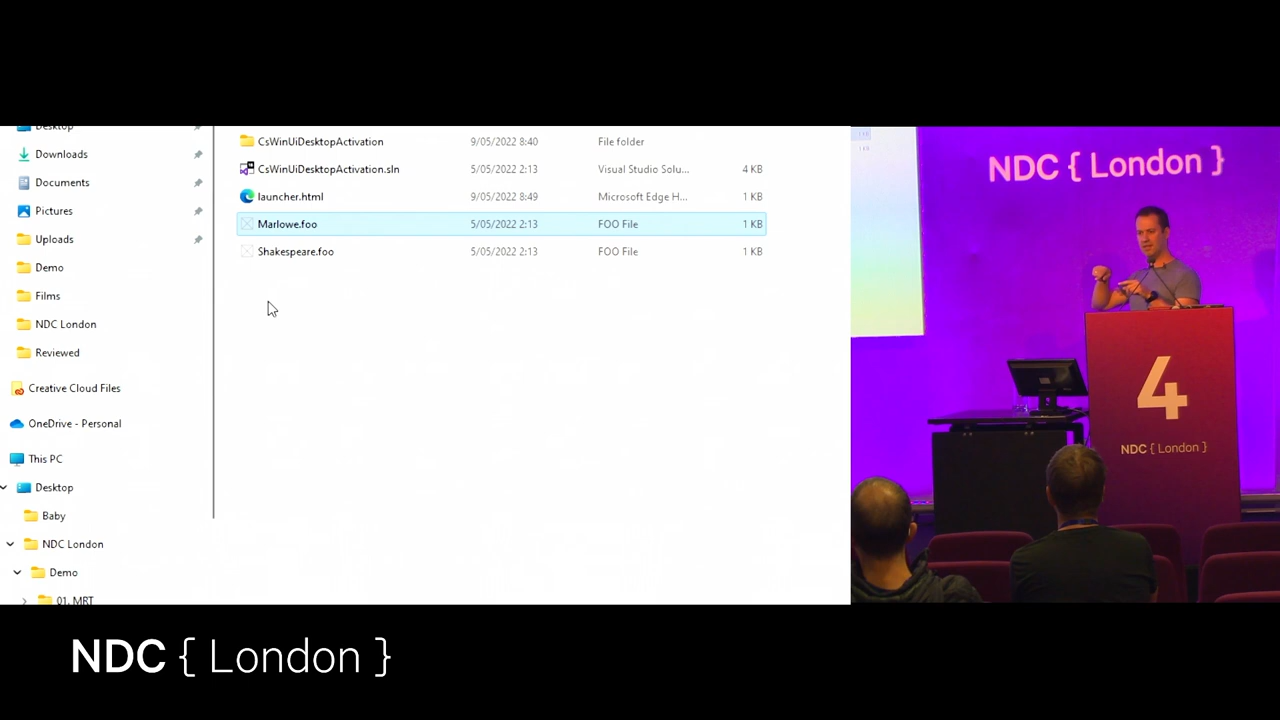 Desktop
Downloads
Documents
Pictures
Uploads
Demo
Films
NDC London
Reviewed
Creative Cloud Files
OneDrive - Personal
This PC
Desktop
Baby
NDC London
Demo
01. MRT
CsWinUiDesktopActivation 9/05/2022 8:40 File folder
CsWinUiDesktopActivation.sln 5/05/2022 2:13 Visual Studio Solu... 4 KB
launcher.html 9/05/2022 8:49 Microsoft Edge H... 1 KB
Marlowe.foo 5/05/2022 2:13 FOO File 1 KB
Shakespeare.foo 5/05/2022 2:13 FOO File 1 KB
NDC { London }
4
NDC { London }
NDC { London }